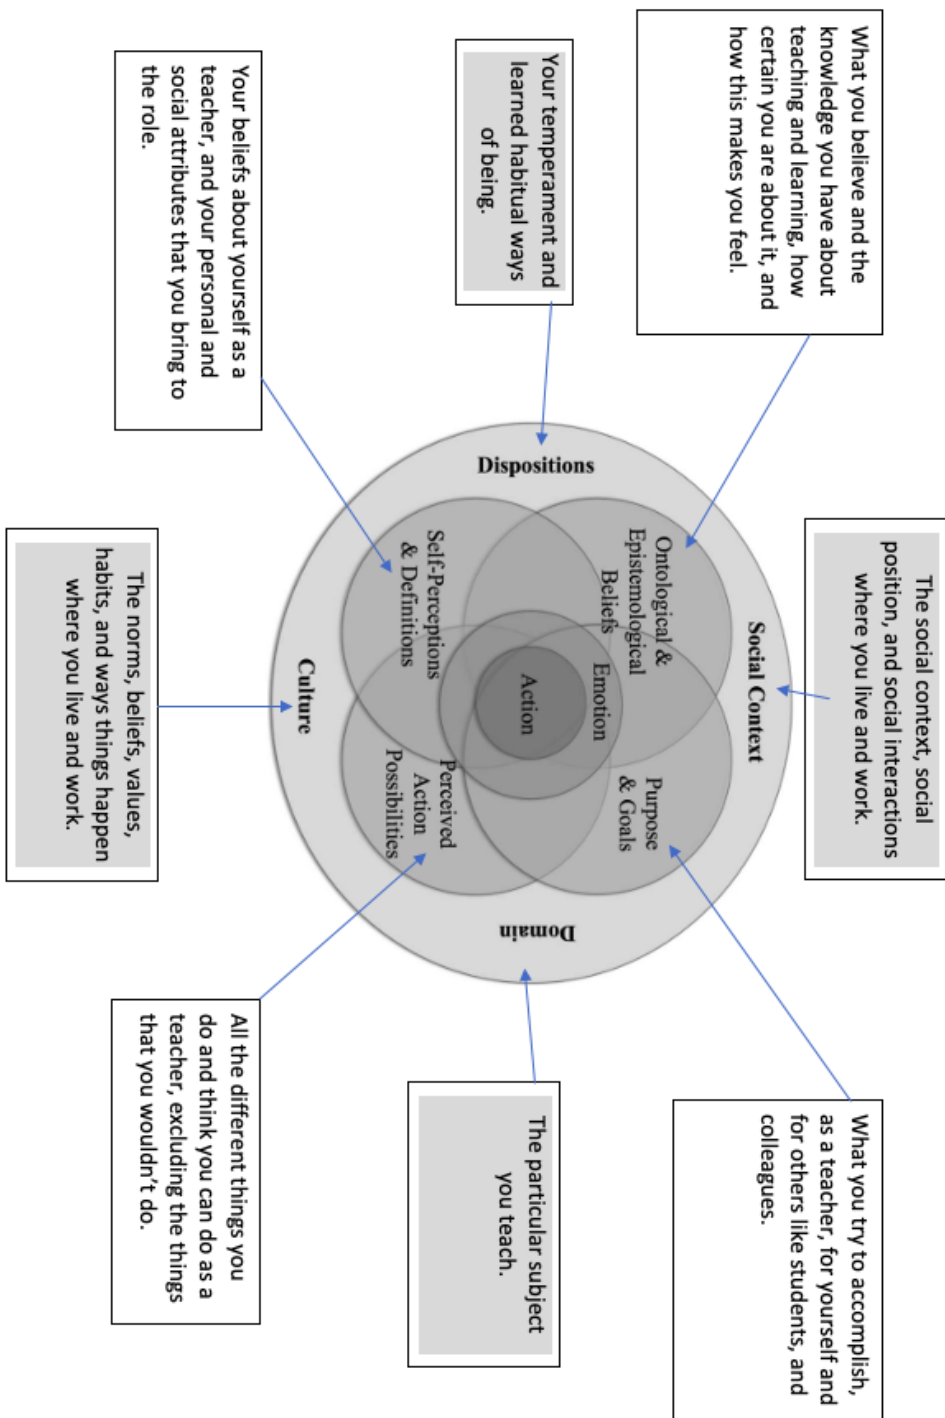 What you believe and the
knowledge you have about
teaching and learning, how
certain you are about it, and
how this makes you feel.
The social context, social
position, and social interactions
where you live and work.
What you try to accomplish,
as a teacher, for yourself and
for others like students, and
colleagues.
Your temperament and
learned habitual ways
of being.
Social Context
Ontological &
Epistemological
Beliefs
Purpose
& Goals
Emotion
Dispositions
Action
Domain
Self-Perceptions
& Definitions
Perceived
Action
Possibilities
Culture
The particular subject
you teach.
Your beliefs about yourself as a
teacher, and your personal and
social attributes that you bring to
the role.
The norms, beliefs, values,
habits, and ways things happen
where you live and work.
All the different things you
do and think you can do as a
teacher, excluding the things
that you wouldn't do.